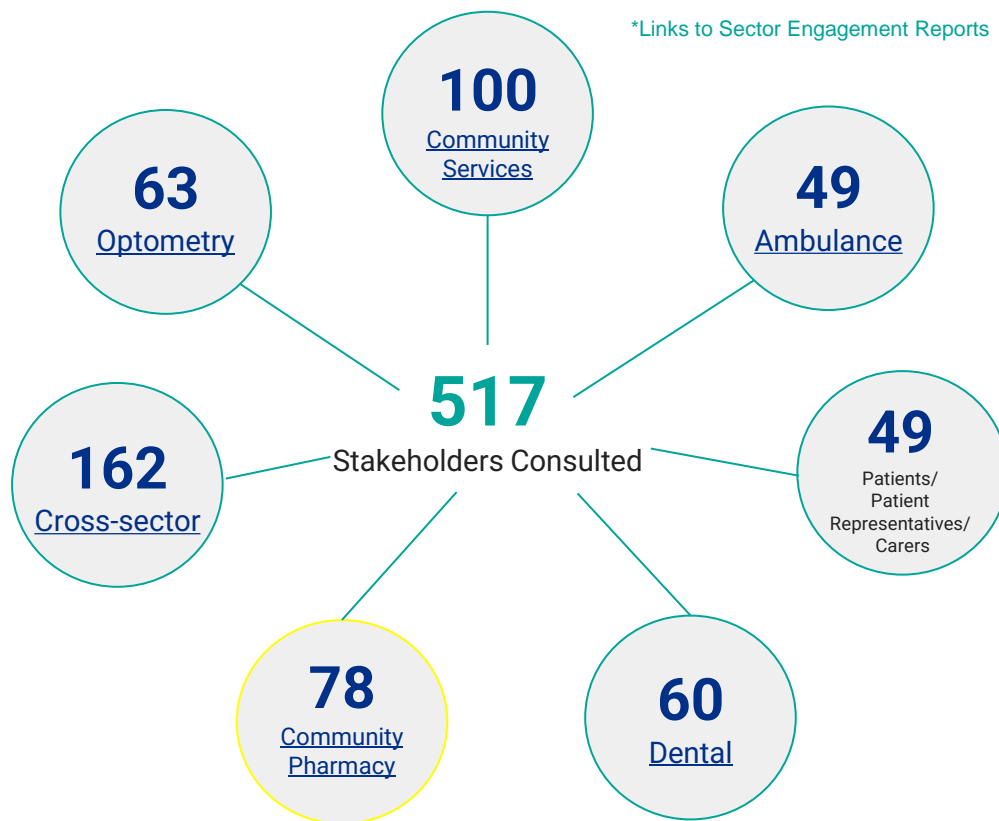 *Links to Sector Engagement Reports
100
Community
Services
63
Optometry
49
Ambulance
517
Stakeholders Consulted
162
Cross-sector
49
Patients/
Patient
Representatives/
Carers
78
Community
Pharmacy
60
Dental